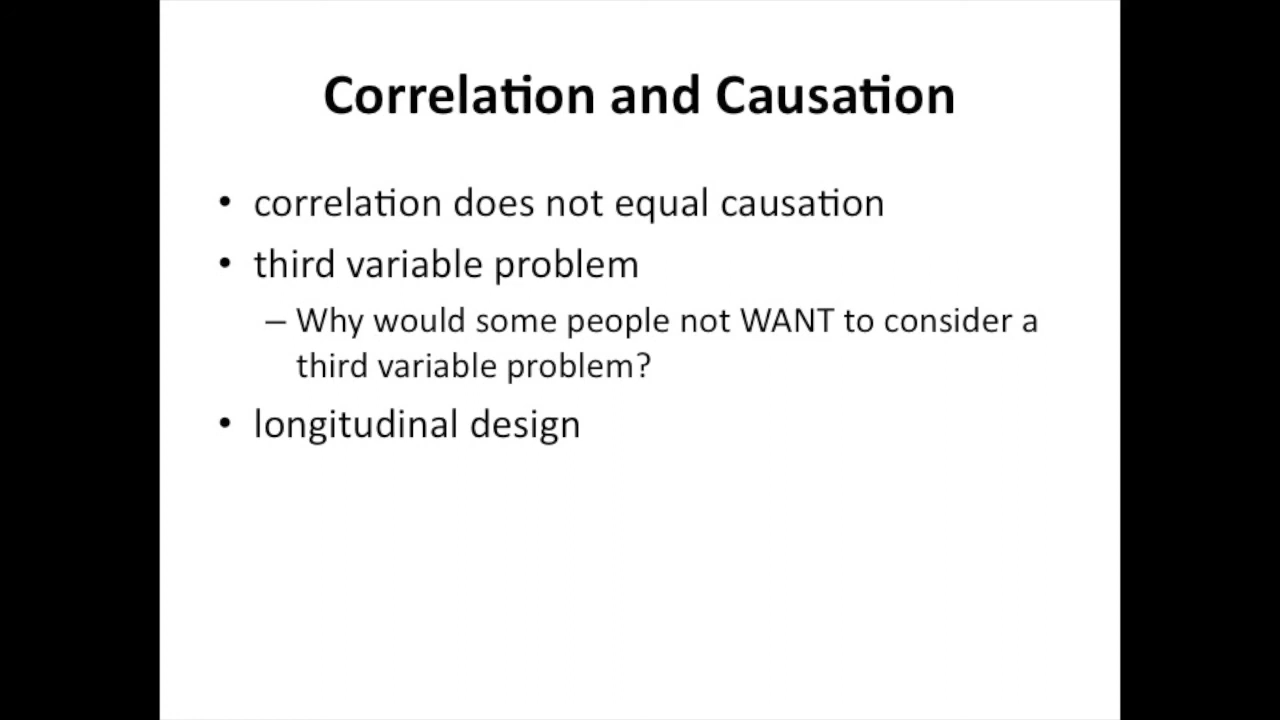 Correlation and Causation
• correlation does not equal causation
• third variable problem
– Why would some people not WANT to consider a
third variable problem?
• longitudinal design